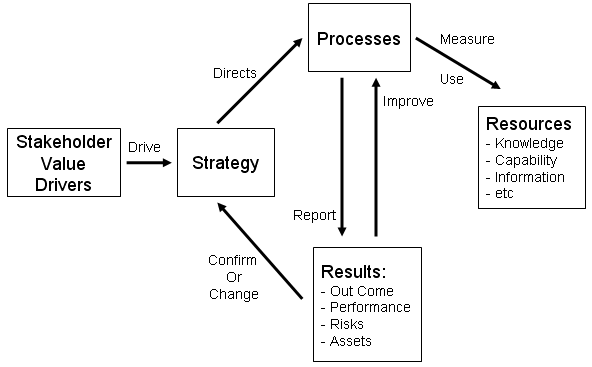 Processes
Measure
Use
Directs
Improve
Resources
- Knowledge
- Capability
- Information
- etc
Stakeholder
Value
Drivers
Drive
Strategy
Report
Confirm
Or
Change
Results:
- Out Come
- Performance
- Risks
- Assets